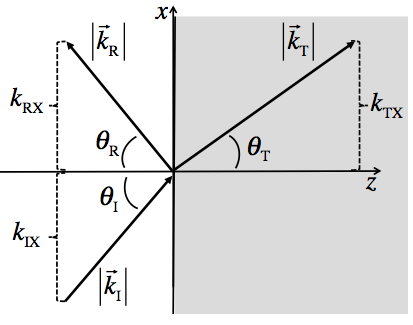 x
|k⃗_R|
|k⃗_T|
k_RX
k_TX
θ_R
θ_T
z
θ_I
k_IX
|k⃗_I|